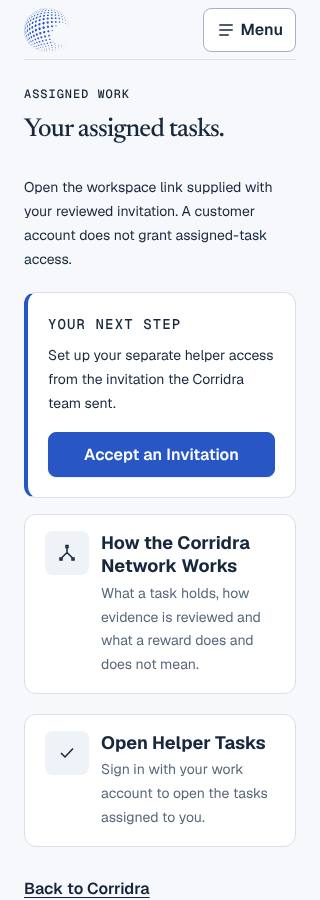 Menu
ASSIGNED WORK
Your assigned tasks.
Open the workspace link supplied with
your reviewed invitation. A customer
account does not grant assigned-task
access.
YOUR NEXT STEP
Set up your separate helper access
from the invitation the Corridra
team sent.
Accept an Invitation
How the Corridra
Network Works
What a task holds, how
evidence is reviewed and
what a reward does and
does not mean.
Open Helper Tasks
Sign in with your work
account to open the tasks
assigned to you.
Back to Corridra